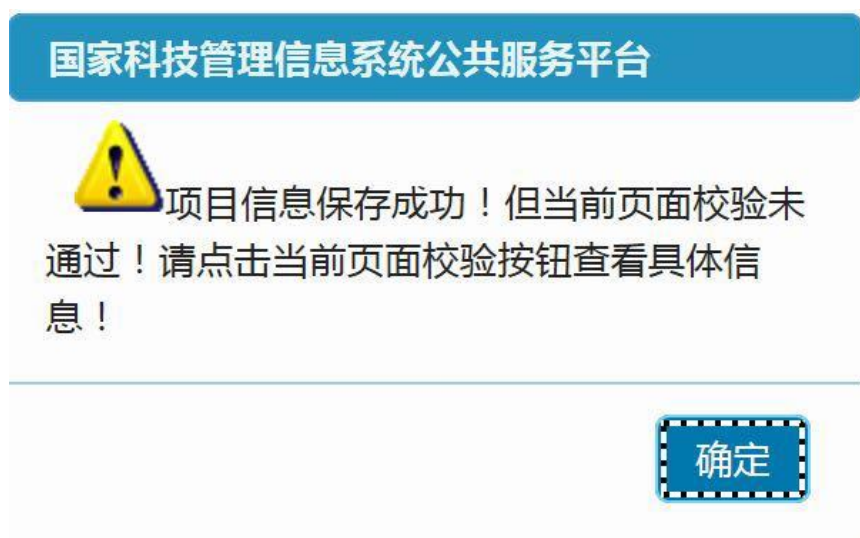 国家科技管理信息系统公共服务平台
项目信息保存成功！但当前页面校验未
通过！请点击当前页面校验按钮查看具体信
息！
确定